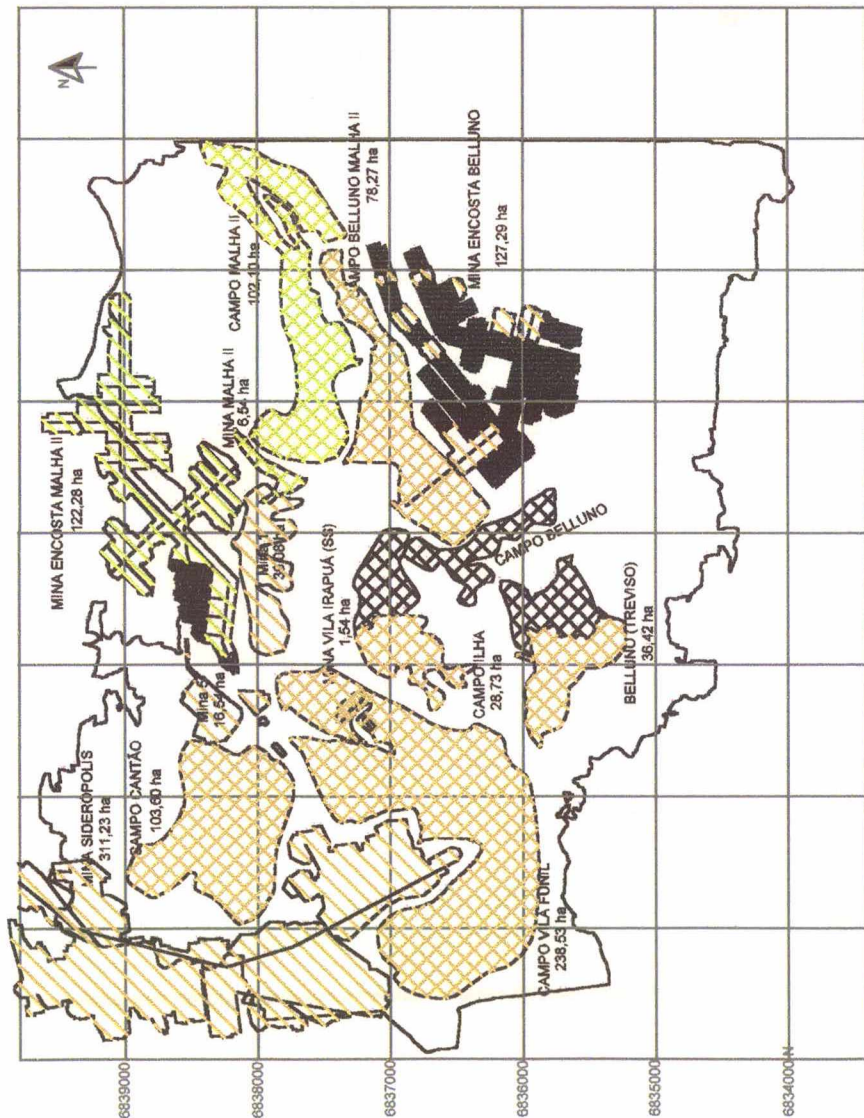 N
MINA ENCOSTA MALHA II
122,28 ha
MINA MALHA II
6,54 ha
CAMPO MALHA II
102,10 ha
CAMPO BELLUNO MALHA II
78,27 ha
MINA ENCOSTA BELLUNO
127,29 ha
MINA SIDEROPOLIS
311,23 ha
CAMPO CANTÃO
103,60 ha
16,54 ha
VILA IRAPUÁ (SS)
1,54 ha
CAMPO BELLUNO
CAMPO ILHA
28,73 ha
BELLUNO (TREVISO)
36,42 ha
CAMPO VILA FUNIL
238,53 ha
6839000
6838000
6837000
6836000
6835000
6834000 N